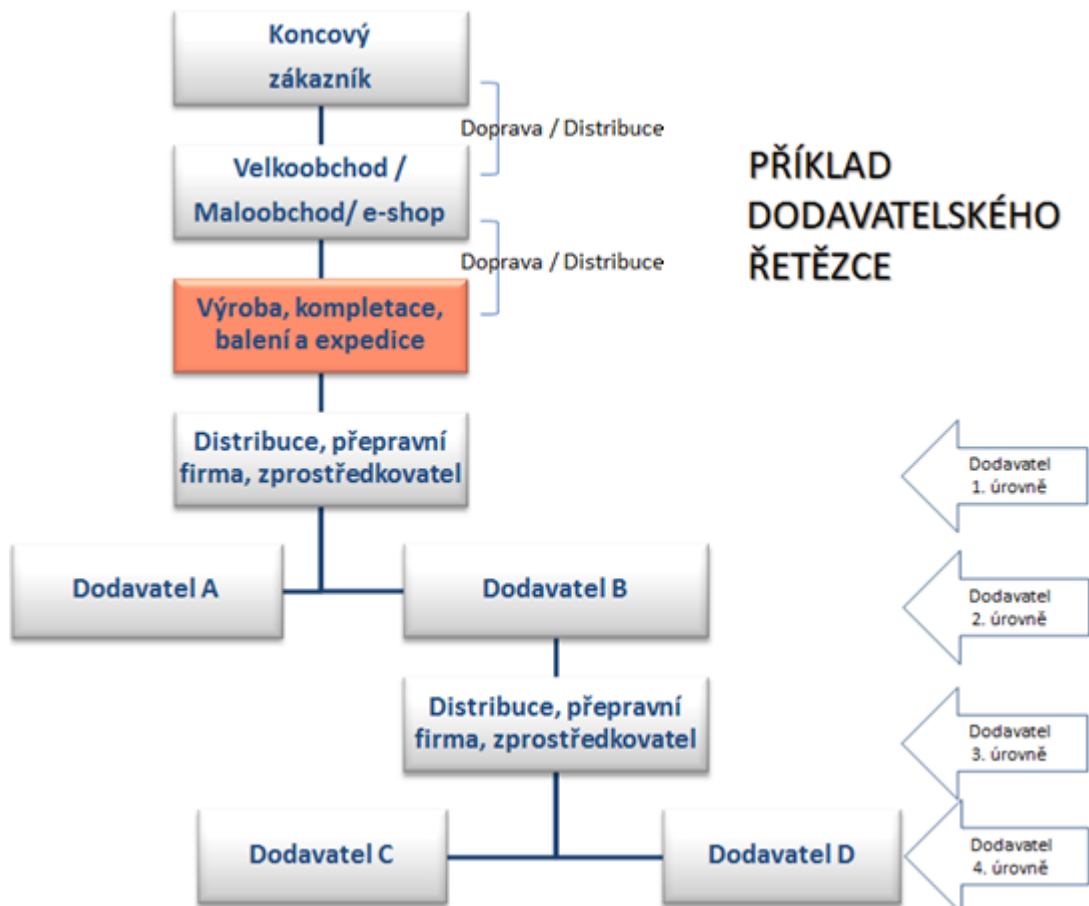 Koncový
zákazník
Doprava / Distribuce
Velkoobchod /
Maloobchod/ e-shop
PŘÍKLAD
DODAVATELSKÉHO
ŘETĚZCE
Doprava / Distribuce
Výroba, kompletace,
balení a expedice
Distribuce, přepravní
firma, zprostředkovatel
Dodavatel
1. úrovně
Dodavatel A
Dodavatel B
Dodavatel
2. úrovně
Distribuce, přepravní
firma, zprostředkovatel
Dodavatel
3. úrovně
Dodavatel C
Dodavatel D
Dodavatel
4. úrovně